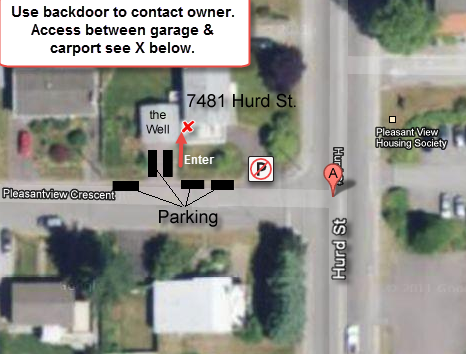 Use backdoor to contact owner.
Access between garage &
carport see X below.
7481 Hurd St.
the
Well
X
Enter
P
Pleasant View
Housing Society
Pleasantview Crescent
A
Parking
Hurd St